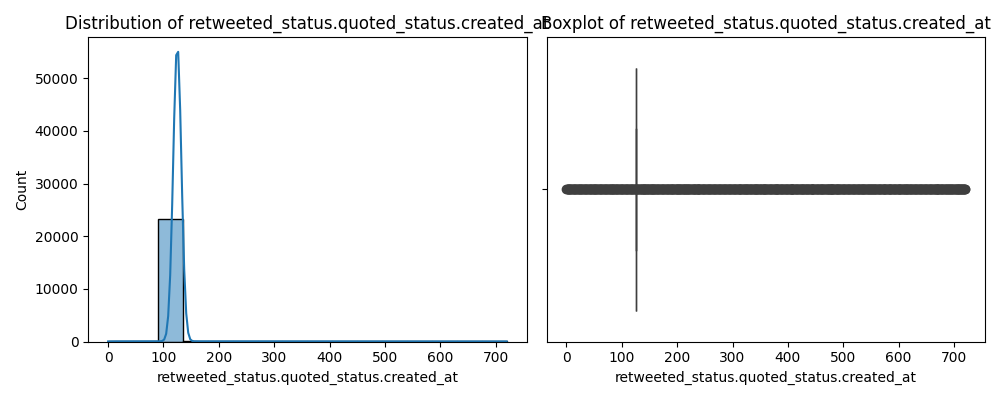 Distribution of retweeted_status.quoted_status.created_at
Boxplot of retweeted_status.quoted_status.created_at
Count
50000
40000
30000
20000
10000
0
0 100 200 300 400 500 600 700
retweeted_status.quoted_status.created_at
0 100 200 300 400 500 600 700
retweeted_status.quoted_status.created_at